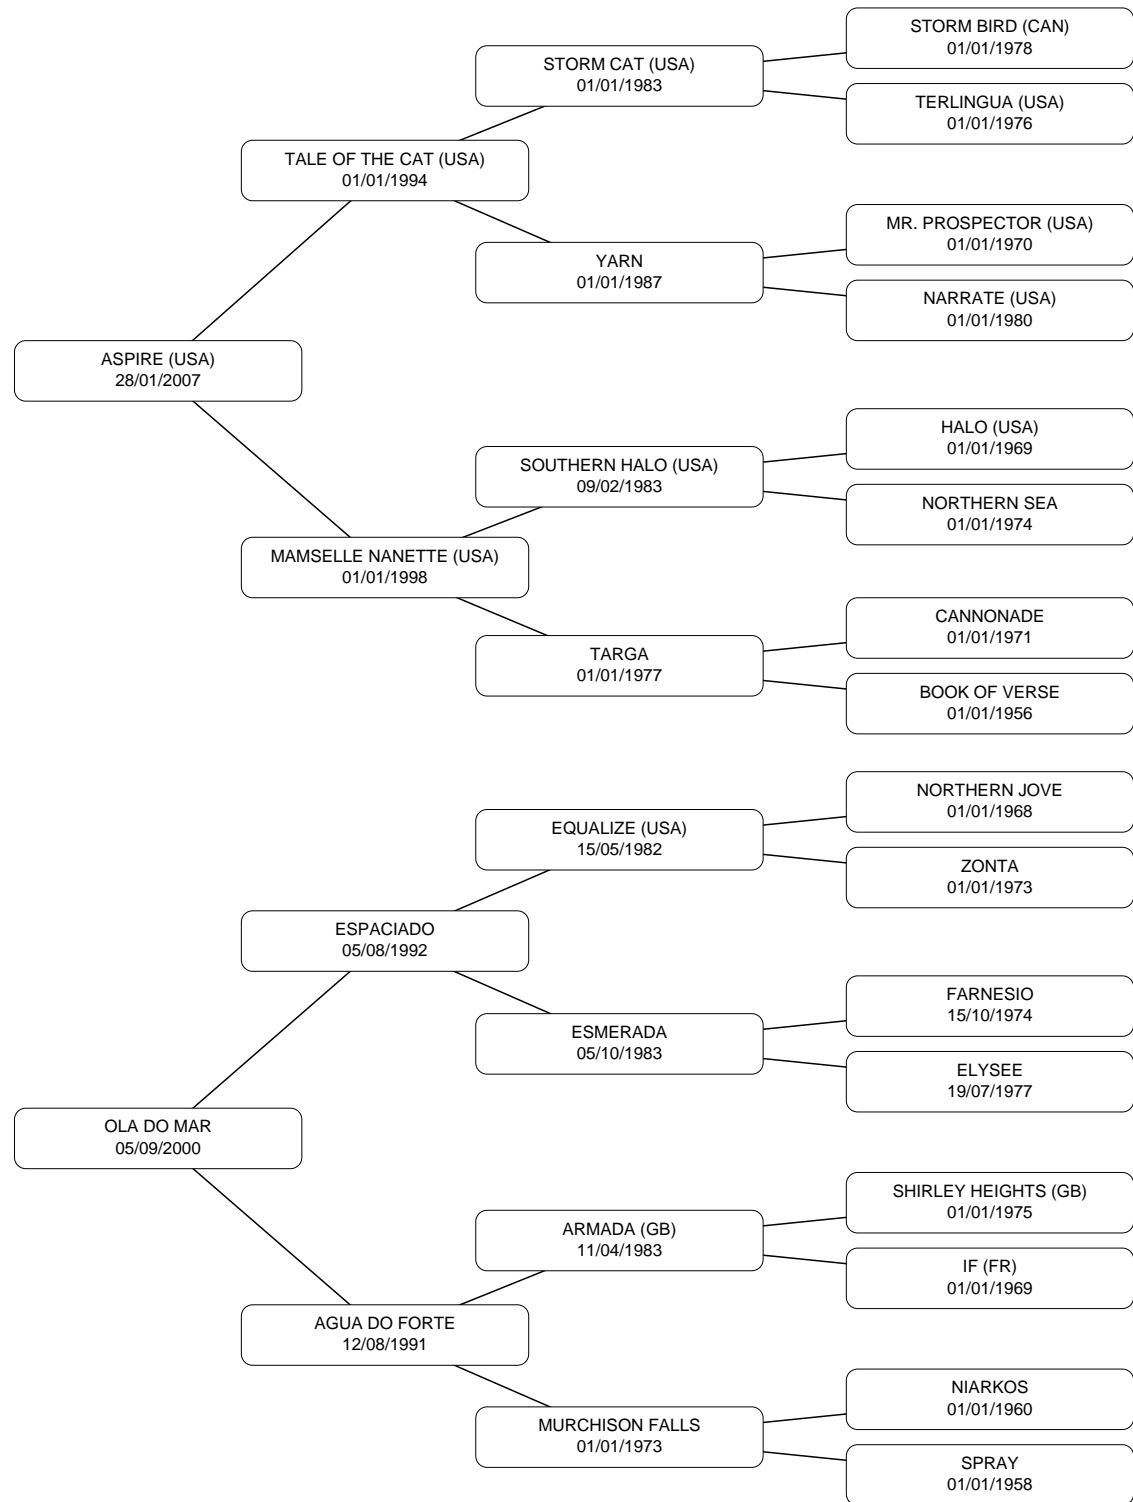 STORM BIRD (CAN)
01/01/1978
STORM CAT (USA)
01/01/1983
TERLINGUA (USA)
01/01/1976
TALE OF THE CAT (USA)
01/01/1994
MR. PROSPECTOR (USA)
01/01/1970
YARN
01/01/1987
NARRATE (USA)
01/01/1980
ASPIRE (USA)
28/01/2007
HALO (USA)
01/01/1969
SOUTHERN HALO (USA)
09/02/1983
NORTHERN SEA
01/01/1974
MAMSELLE NANETTE (USA)
01/01/1998
CANNONADE
01/01/1971
TARGA
01/01/1977
BOOK OF VERSE
01/01/1956
NORTHERN JOVE
01/01/1968
EQUALIZE (USA)
15/05/1982
ZONTA
01/01/1973
ESPACIADO
05/08/1992
FARNESIO
15/10/1974
ESMERADA
05/10/1983
ELYSEE
19/07/1977
OLA DO MAR
05/09/2000
SHIRLEY HEIGHTS (GB)
01/01/1975
ARMADA (GB)
11/04/1983
IF (FR)
01/01/1969
AGUA DO FORTE
12/08/1991
NIARKOS
01/01/1960
MURCHISON FALLS
01/01/1973
SPRAY
01/01/1958